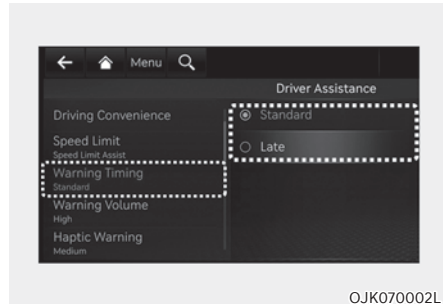 Menu
Driver Assistance
Driving Convenience
Speed Limit
Speed Limit Assist
Warning Timing
Standard
Warning Volume
High
Haptic Warning
Medium
Standard
Late
OJK070002L